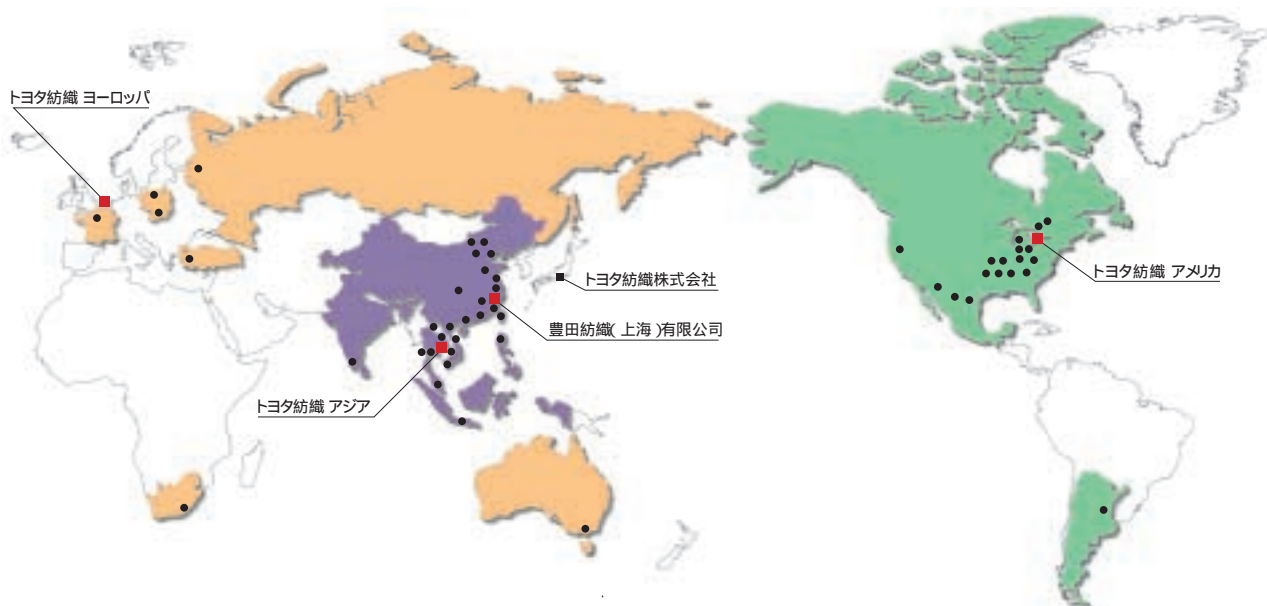 トヨタ紡織 ヨーロッパ
トヨタ紡織株式会社
トヨタ紡織 アメリカ
豊田紡織( 上海 )有限公司
トヨタ紡織 アジア